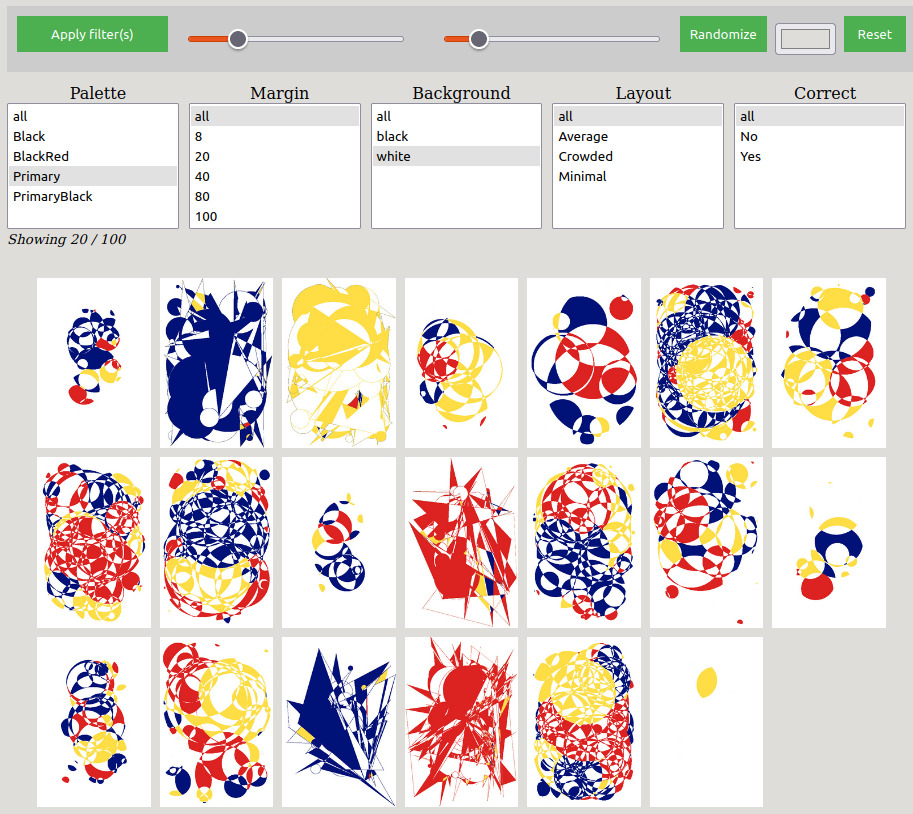 Apply filter(s)
Randomize
Reset
Palette
Margin
Background
Layout
Correct
all
Black
BlackRed
Primary
PrimaryBlack
all
8
20
40
80
100
all
black
white
all
Average
Crowded
Minimal
all
No
Yes
Showing 20 / 100